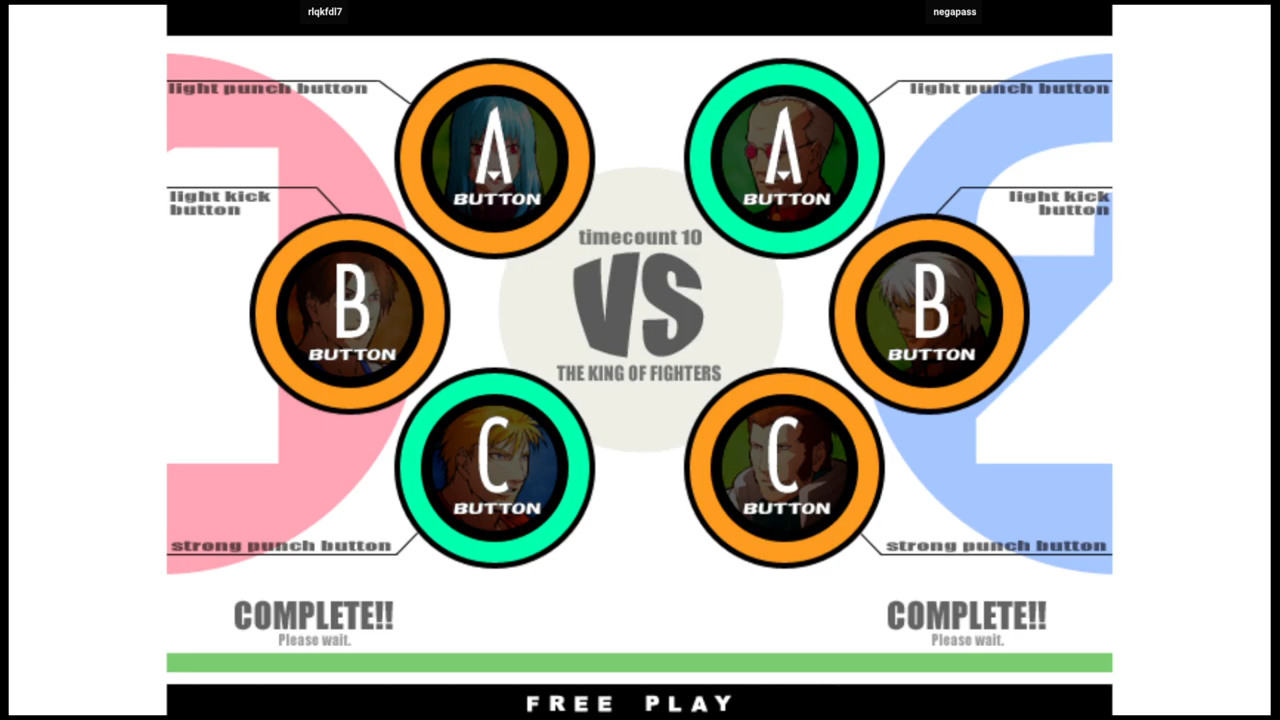 rlqkfdl7
negapass
light punch button
A
BUTTON
A
BUTTON
light punch button
light kick
button
B
BUTTON
timecount 10
VS
THE KING OF FIGHTERS
light kick
button
B
BUTTON
C
BUTTON
C
BUTTON
strong punch button
strong punch button
COMPLETE!!
Please wait.
COMPLETE!!
Please wait.
FREE PLAY